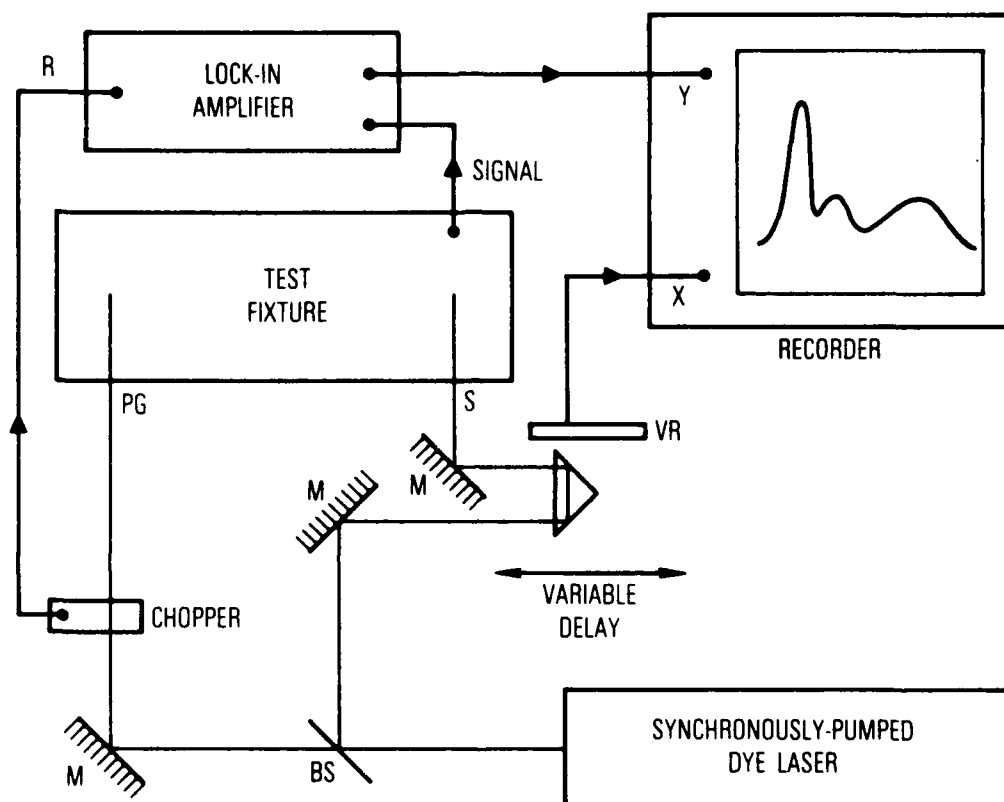 R
LOCK-IN
AMPLIFIER
Y
SIGNAL
TEST
FIXTURE
X
RECORDER
PG
S
VR
M
M
CHOPPER
VARIABLE
DELAY
M
BS
SYNCHRONOUSLY-PUMPED
DYE LASER